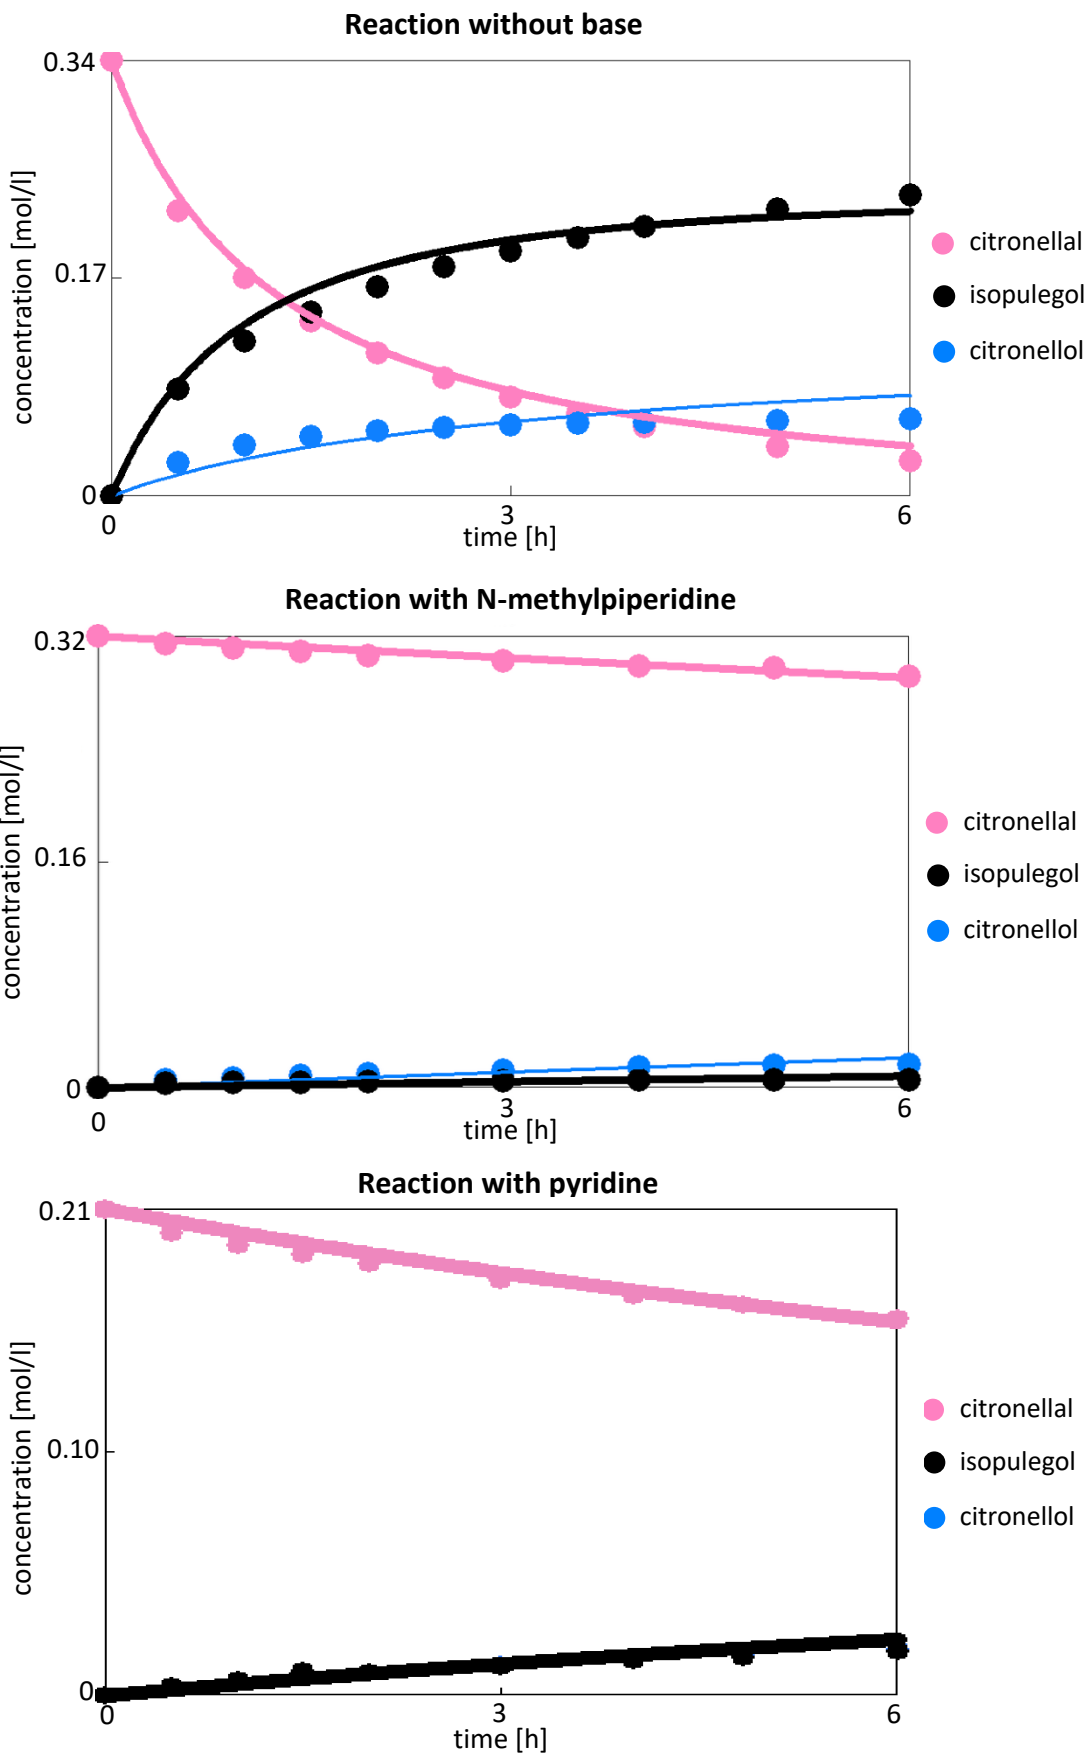 Reaction without base
0.34
concentration [mol/l]
0.17
0
0
3
6
time [h]
citronellal
isopulegol
citronellol
Reaction with N-methylpiperidine
0.32
concentration [mol/l]
0.16
0
0
3
6
time [h]
citronellal
isopulegol
citronellol
Reaction with pyridine
0.21
concentration [mol/l]
0.10
0
0
3
6
time [h]
citronellal
isopulegol
citronellol